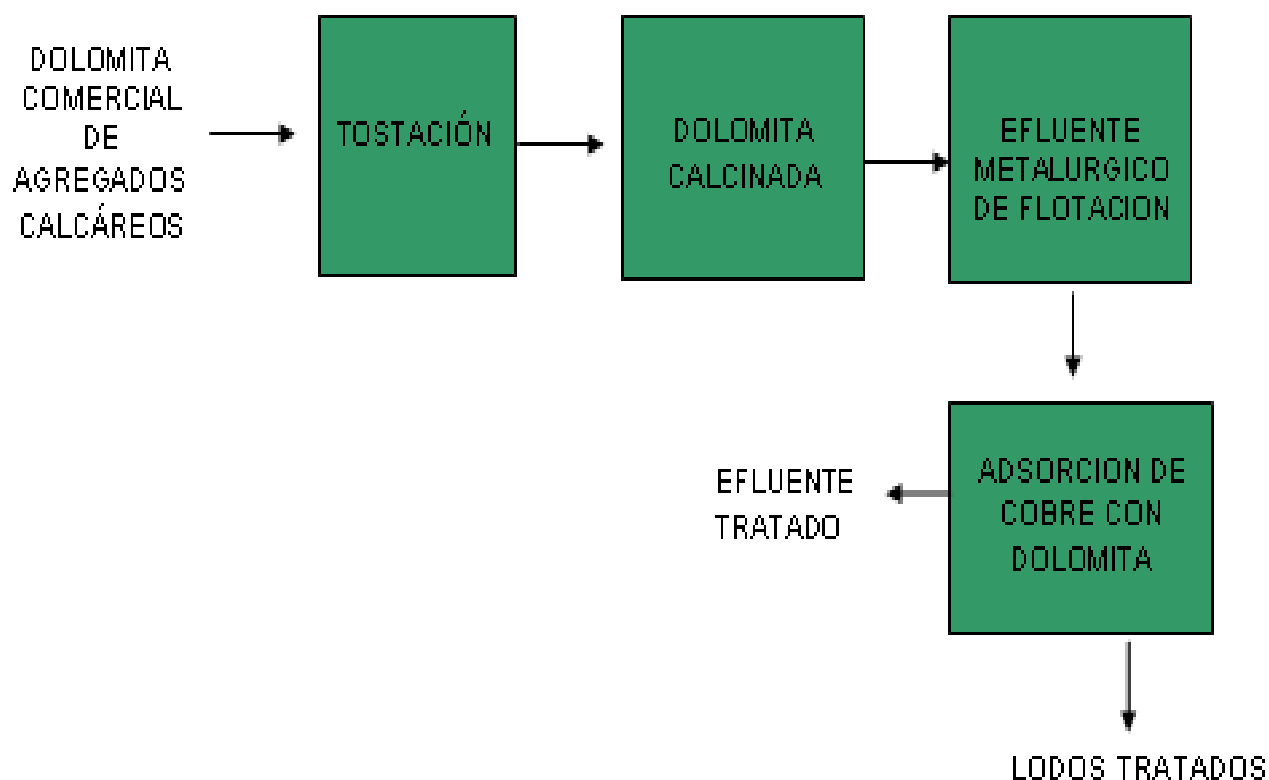 DOLOMITA
COMERCIAL
DE
AGREGADOS
CALCÁREOS
TOSTACIÓN
DOLOMITA
CALCINADA
EFLUENTE
METALURGICO
DE FLOTACION
ADSORCION DE
COBRE CON
DOLOMITA
EFLUENTE
TRATADO
LODOS TRATADOS